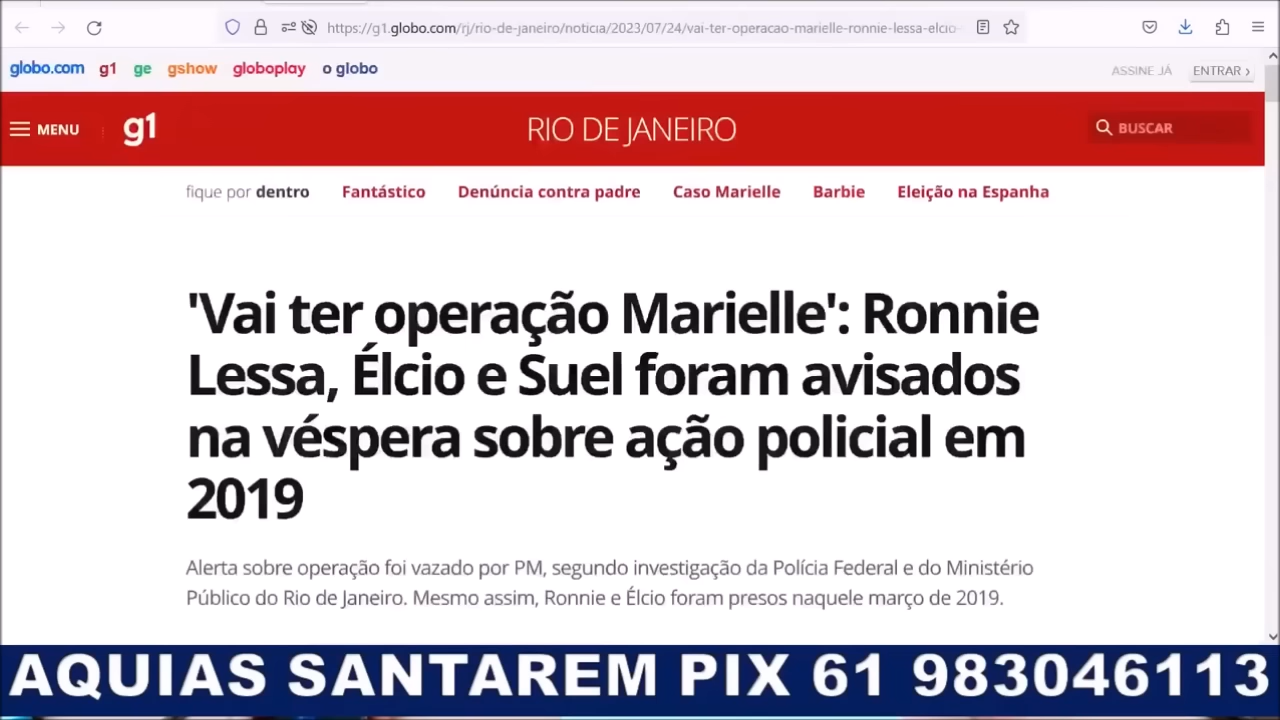 https://g1.globo.com/rj/rio-de-janeiro/noticia/2023/07/24/vai-ter-operacao-marielle-ronnie-lessa-elcio-
globo.com g1 ge gshow globoplay o globo ASSINE JÁ ENTRAR ›
MENU g1 RIO DE JANEIRO BUSCAR
fique por dentro Fantástico Denúncia contra padre Caso Marielle Barbie Eleição na Espanha
'Vai ter operação Marielle': Ronnie
Lessa, Élcio e Suel foram avisados
na véspera sobre ação policial em
2019
Alerta sobre operação foi vazado por PM, segundo investigação da Polícia Federal e do Ministério
Público do Rio de Janeiro. Mesmo assim, Ronnie e Élcio foram presos naquele março de 2019.
AQUIAS SANTAREM PIX 61 983046113